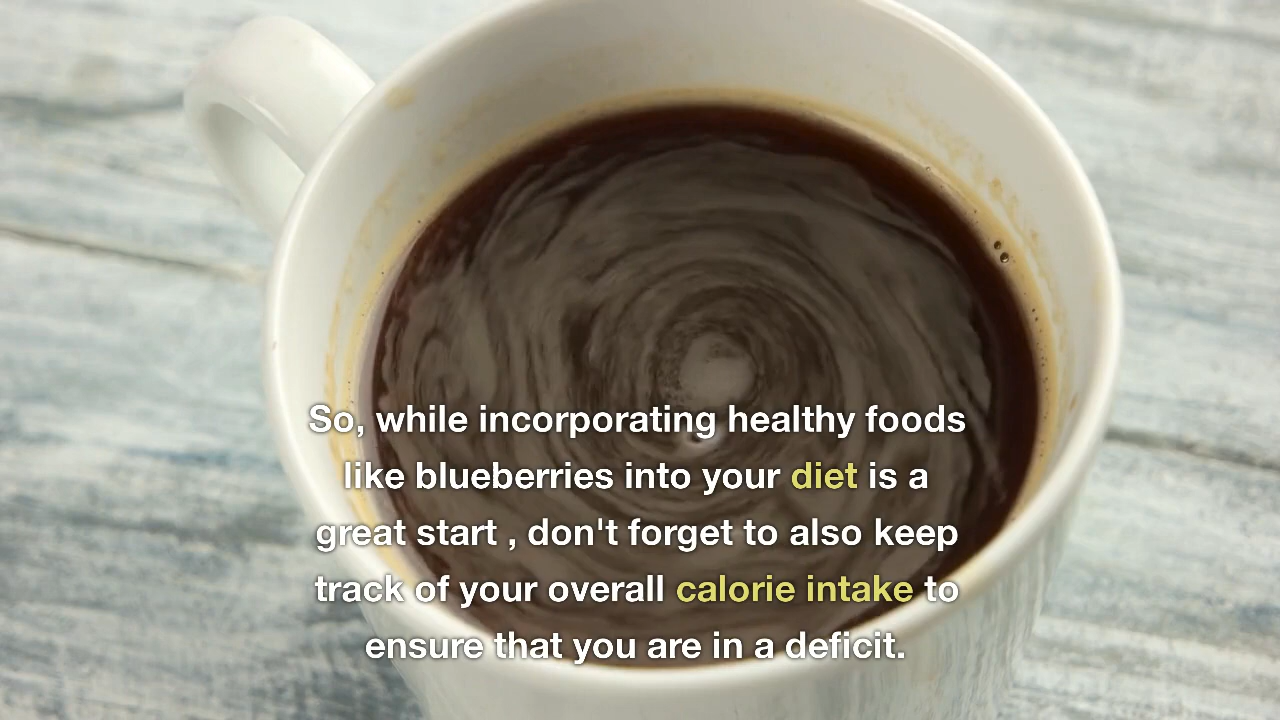 So, while incorporating healthy foods
like blueberries into your diet is a
great start , don't forget to also keep
track of your overall calorie intake to
ensure that you are in a deficit.